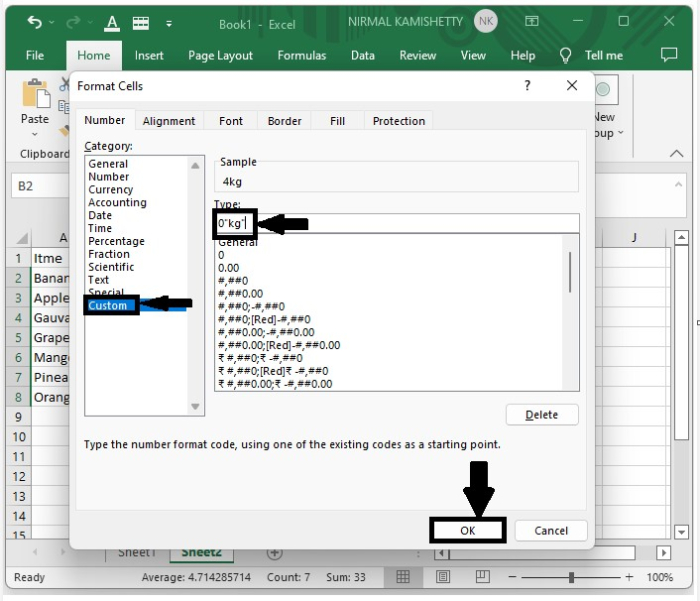 A Book1 - Excel NIRMAL KAMISHETTY NK
File Home Insert Page Layout Formulas Data Review View Help Tell me
Paste
Clipboard
New
oup
Format Cells ?
Number Alignment Font Border Fill Protection
Category:
General
Number
Currency
Accounting
Date
Time
Percentage
Fraction
Scientific
Text
Special
Custom
Sample
4kg
Type:
0"kg"
General
0
0.00
#,##0
#,##0.00
#,##0;-#,##0
#,##0;[Red]-#,##0
#,##0.00;-#,##0.00
#,##0.00;[Red]-#,##0.00
₹ #,##0;₹ -#,##0
₹ #,##0;[Red]₹ -#,##0
₹ #,##0.00;₹ -#,##0.00
Delete
Type the number format code, using one of the existing codes as a starting point.
OK Cancel
B2
A J
1 Itme
2 Banan
3 Apple
4 Gauva
5 Grape
6 Mango
7 Pinea
8 Orang
9
10
11
12
13
14
15
Sheet1 Sheet2
Ready Average: 4.714285714 Count: 7 Sum: 33 100%